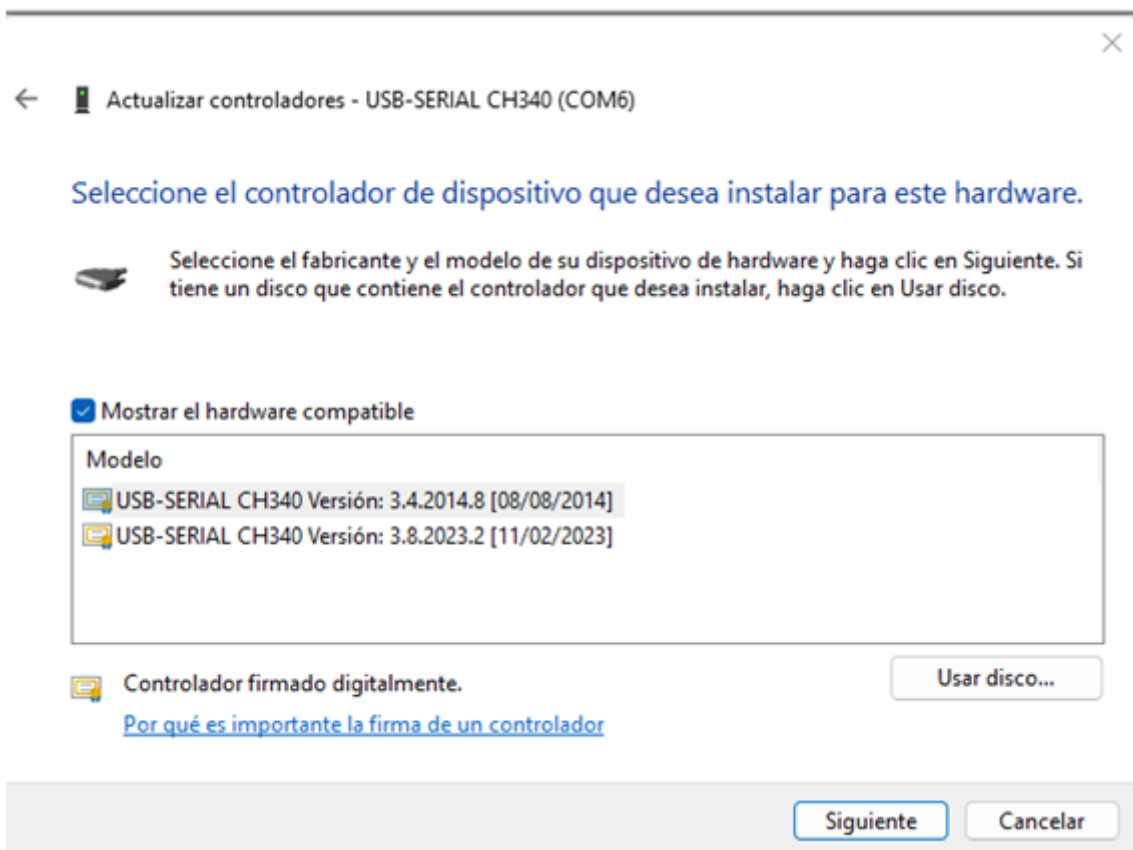 Actualizar controladores - USB-SERIAL CH340 (COM6)
Seleccione el controlador de dispositivo que desea instalar para este hardware.
Seleccione el fabricante y el modelo de su dispositivo de hardware y haga clic en Siguiente. Si
tiene un disco que contiene el controlador que desea instalar, haga clic en Usar disco.
Mostrar el hardware compatible
Modelo
USB-SERIAL CH340 Versión: 3.4.2014.8 [08/08/2014]
USB-SERIAL CH340 Versión: 3.8.2023.2 [11/02/2023]
Controlador firmado digitalmente.
Usar disco...
Por qué es importante la firma de un controlador
Siguiente
Cancelar